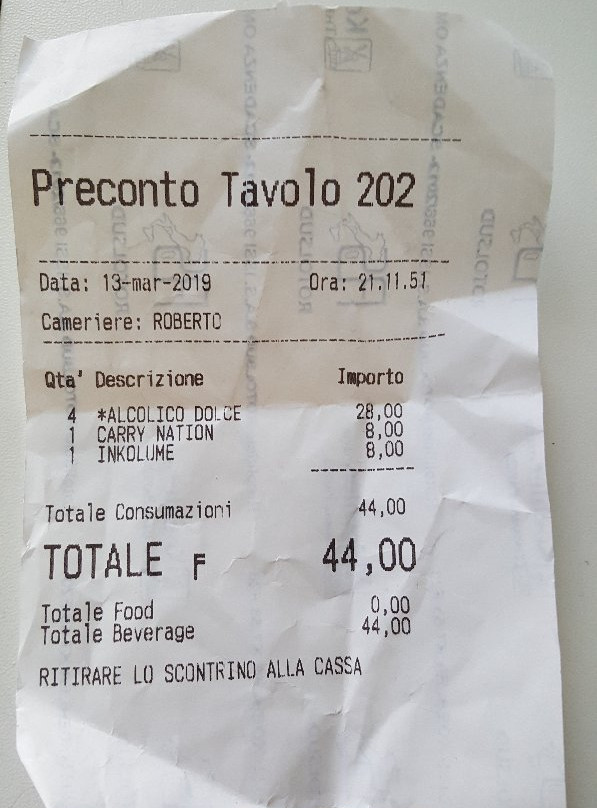 Preconto Tavolo 202
Data: 13-mar-2019 Ora: 21.11.51
Cameriere: ROBERTO
Qta' Descrizione Importo
4 *ALCOLICO DOLCE 28,00
1 CARRY NATION 8,00
1 INKOLUME 8,00
Totale Consumazioni 44,00
TOTALE F 44,00
Totale Food 0,00
Totale Beverage 44,00
RITIRARE LO SCONTRINO ALLA CASSA